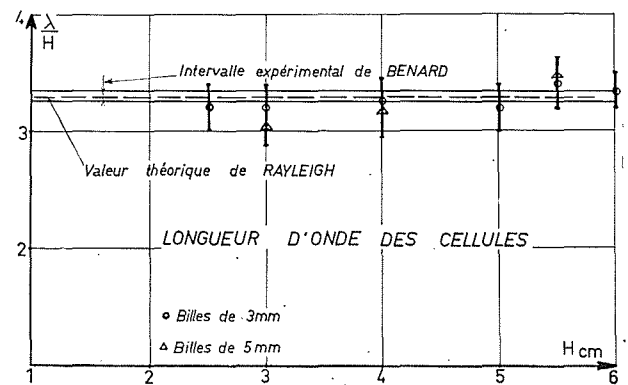 4
λ/H
Intervalle expérimental de BENARD
3
Valeur théorique de RAYLEIGH
LONGUEUR D'ONDE DES CELLULES
2
Billes de 3mm
Billes de 5mm
H cm
1 2 3 4 5 6